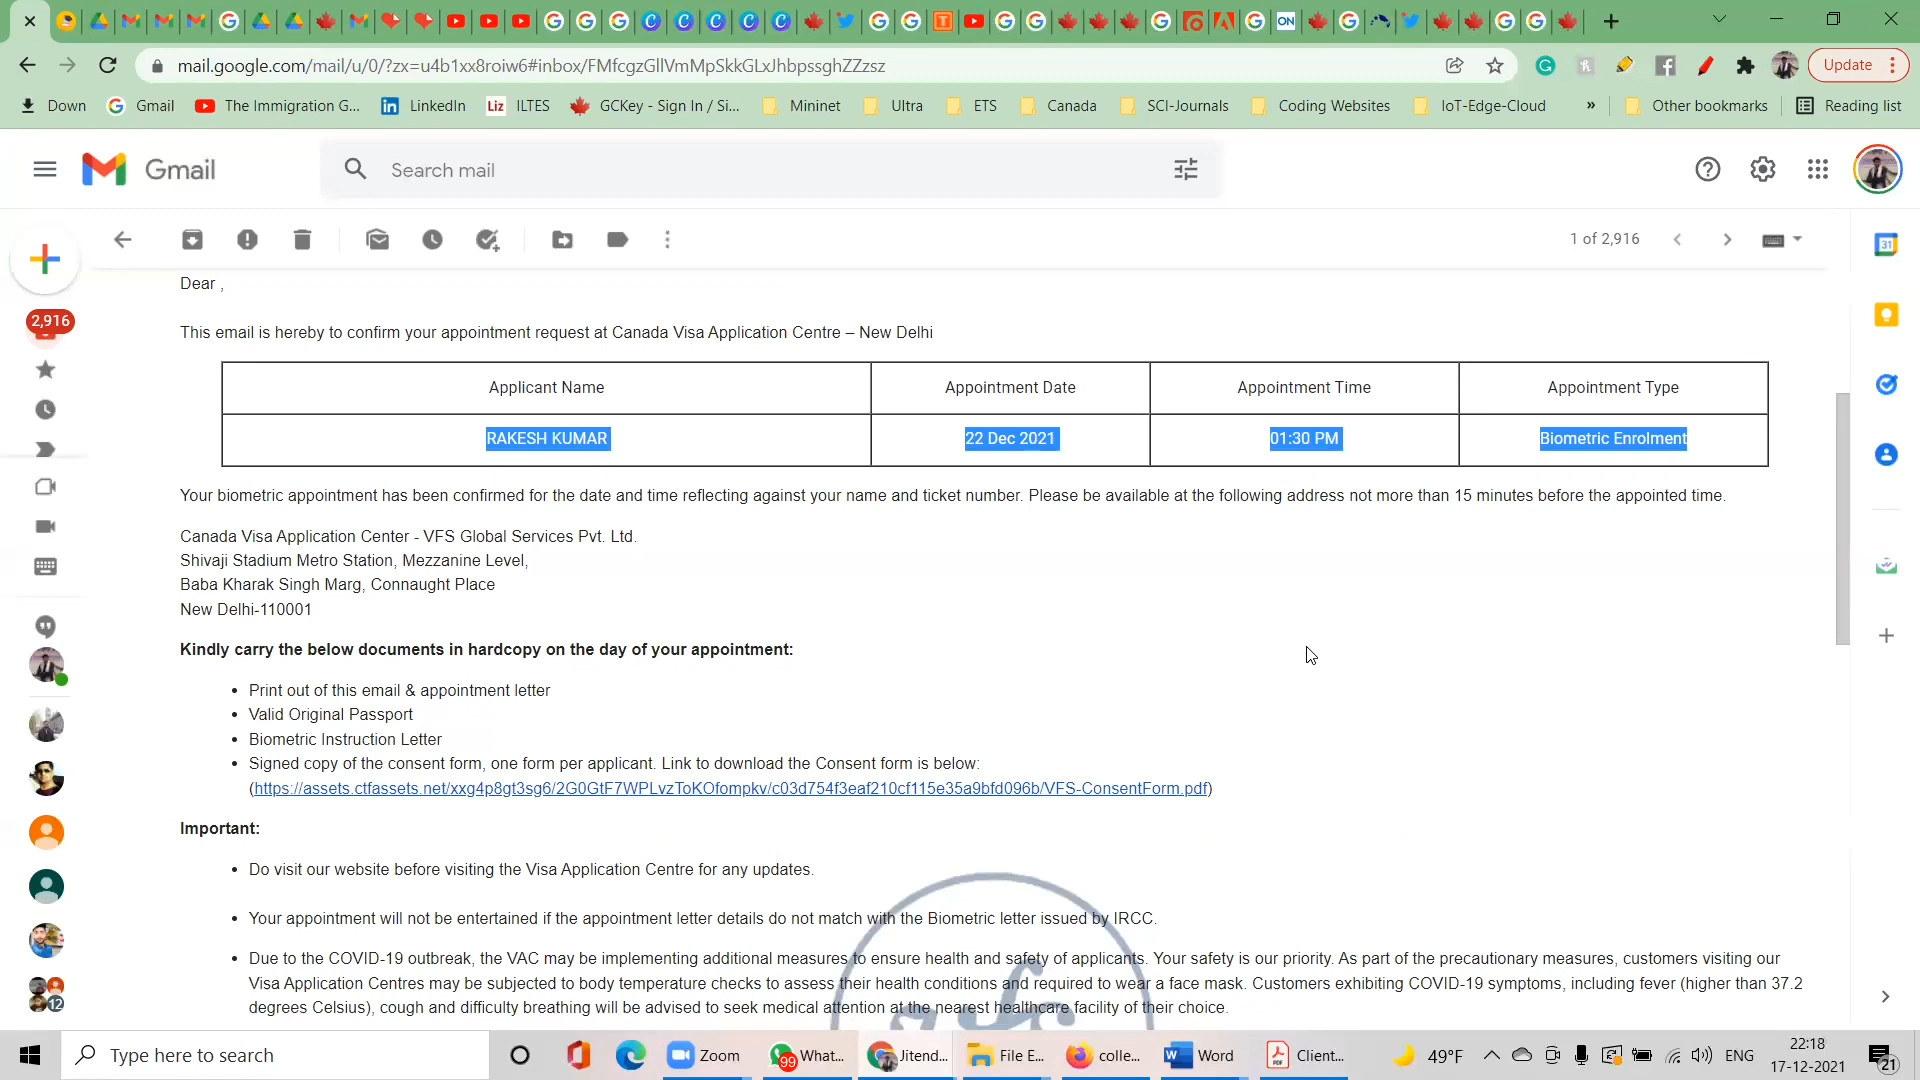 mail.google.com/mail/u/0/?zx=u4b1xx8roiw6#inbox/FMfcgzGllVmMpSkkGLxJhbpssghZZzsz
Update
Down
Gmail
The Immigration G...
LinkedIn
Liz ILTES
GCKey - Sign In / Si...
Mininet
Ultra
ETS
Canada
SCI-Journals
Coding Websites
IoT-Edge-Cloud
»
Other bookmarks
Reading list
Gmail
Search mail
1 of 2,916
2,916
Dear ,
This email is hereby to confirm your appointment request at Canada Visa Application Centre – New Delhi
Applicant Name Appointment Date Appointment Time Appointment Type
RAKESH KUMAR 22 Dec 2021 01:30 PM Biometric Enrolment
Your biometric appointment has been confirmed for the date and time reflecting against your name and ticket number. Please be available at the following address not more than 15 minutes before the appointed time.
Canada Visa Application Center - VFS Global Services Pvt. Ltd.
Shivaji Stadium Metro Station, Mezzanine Level,
Baba Kharak Singh Marg, Connaught Place
New Delhi-110001
Kindly carry the below documents in hardcopy on the day of your appointment:
• Print out of this email & appointment letter
• Valid Original Passport
• Biometric Instruction Letter
• Signed copy of the consent form, one form per applicant. Link to download the Consent form is below:
(https://assets.ctfassets.net/xxg4p8gt3sg6/2G0GtF7WPLvzToKOfompkv/c03d754f3eaf210cf115e35a9bfd096b/VFS-ConsentForm.pdf)
Important:
• Do visit our website before visiting the Visa Application Centre for any updates.
• Your appointment will not be entertained if the appointment letter details do not match with the Biometric letter issued by IRCC.
• Due to the COVID-19 outbreak, the VAC may be implementing additional measures to ensure health and safety of applicants. Your safety is our priority. As part of the precautionary measures, customers visiting our
Visa Application Centres may be subjected to body temperature checks to assess their health conditions and required to wear a face mask. Customers exhibiting COVID-19 symptoms, including fever (higher than 37.2
degrees Celsius), cough and difficulty breathing will be advised to seek medical attention at the nearest healthcare facility of their choice.
12
31
Type here to search
Zoom
99
What...
Jitend...
File E...
colle...
Word
Client...
49°F
ENG
22:18
17-12-2021
21